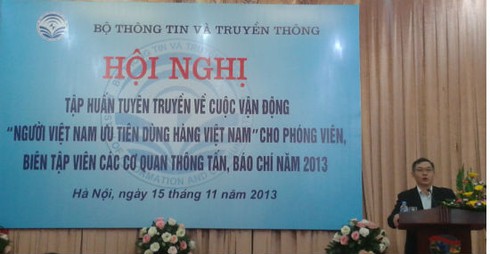 BỘ THÔNG TIN VÀ TRUYỀN THÔNG
HỘI NGHỊ
TẬP HUẤN TUYÊN TRUYỀN VỀ CUỘC VẬN ĐỘNG
"NGƯỜI VIỆT NAM ƯU TIÊN DÙNG HÀNG VIỆT NAM" CHO PHÓNG VIÊN,
BIÊN TẬP VIÊN CÁC CƠ QUAN THÔNG TẤN, BÁO CHÍ NĂM 2013
Hà Nội, ngày 15 tháng 11 năm 2013